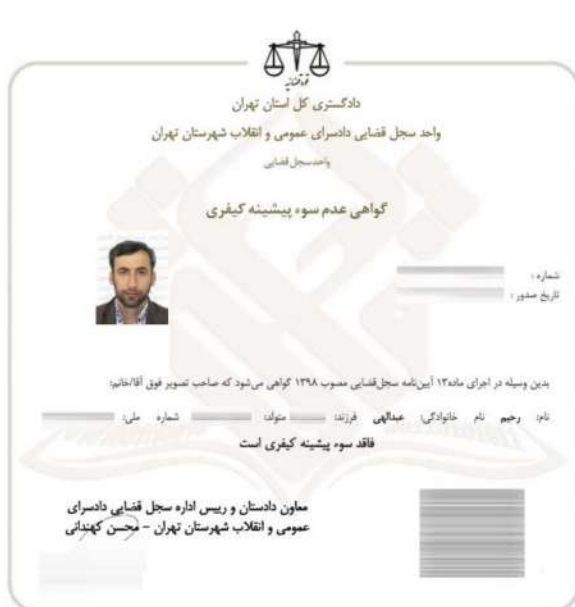 قوه قضائیه
دادگستری کل استان تهران
واحد سجل قضایی دادسرای عمومی و انقلاب شهرستان تهران
واحد سجل قضایی
گواهی عدم سوء پیشینه کیفری
شماره :
تاریخ صدور :
بدین وسیله در اجرای ماده۱۳ آیین‌نامه سجل‌قضایی مصوب ۱۳۹۸ گواهی می‌شود که صاحب تصویر فوق آقا/خانم:
نام: رحیم نام خانوادگی: عبدالهی فرزند: متولد: شماره ملی:
فاقد سوء پیشینه کیفری است
معاون دادستان و رییس اداره سجل قضایی دادسرای
عمومی و انقلاب شهرستان تهران – محسن کهندانی